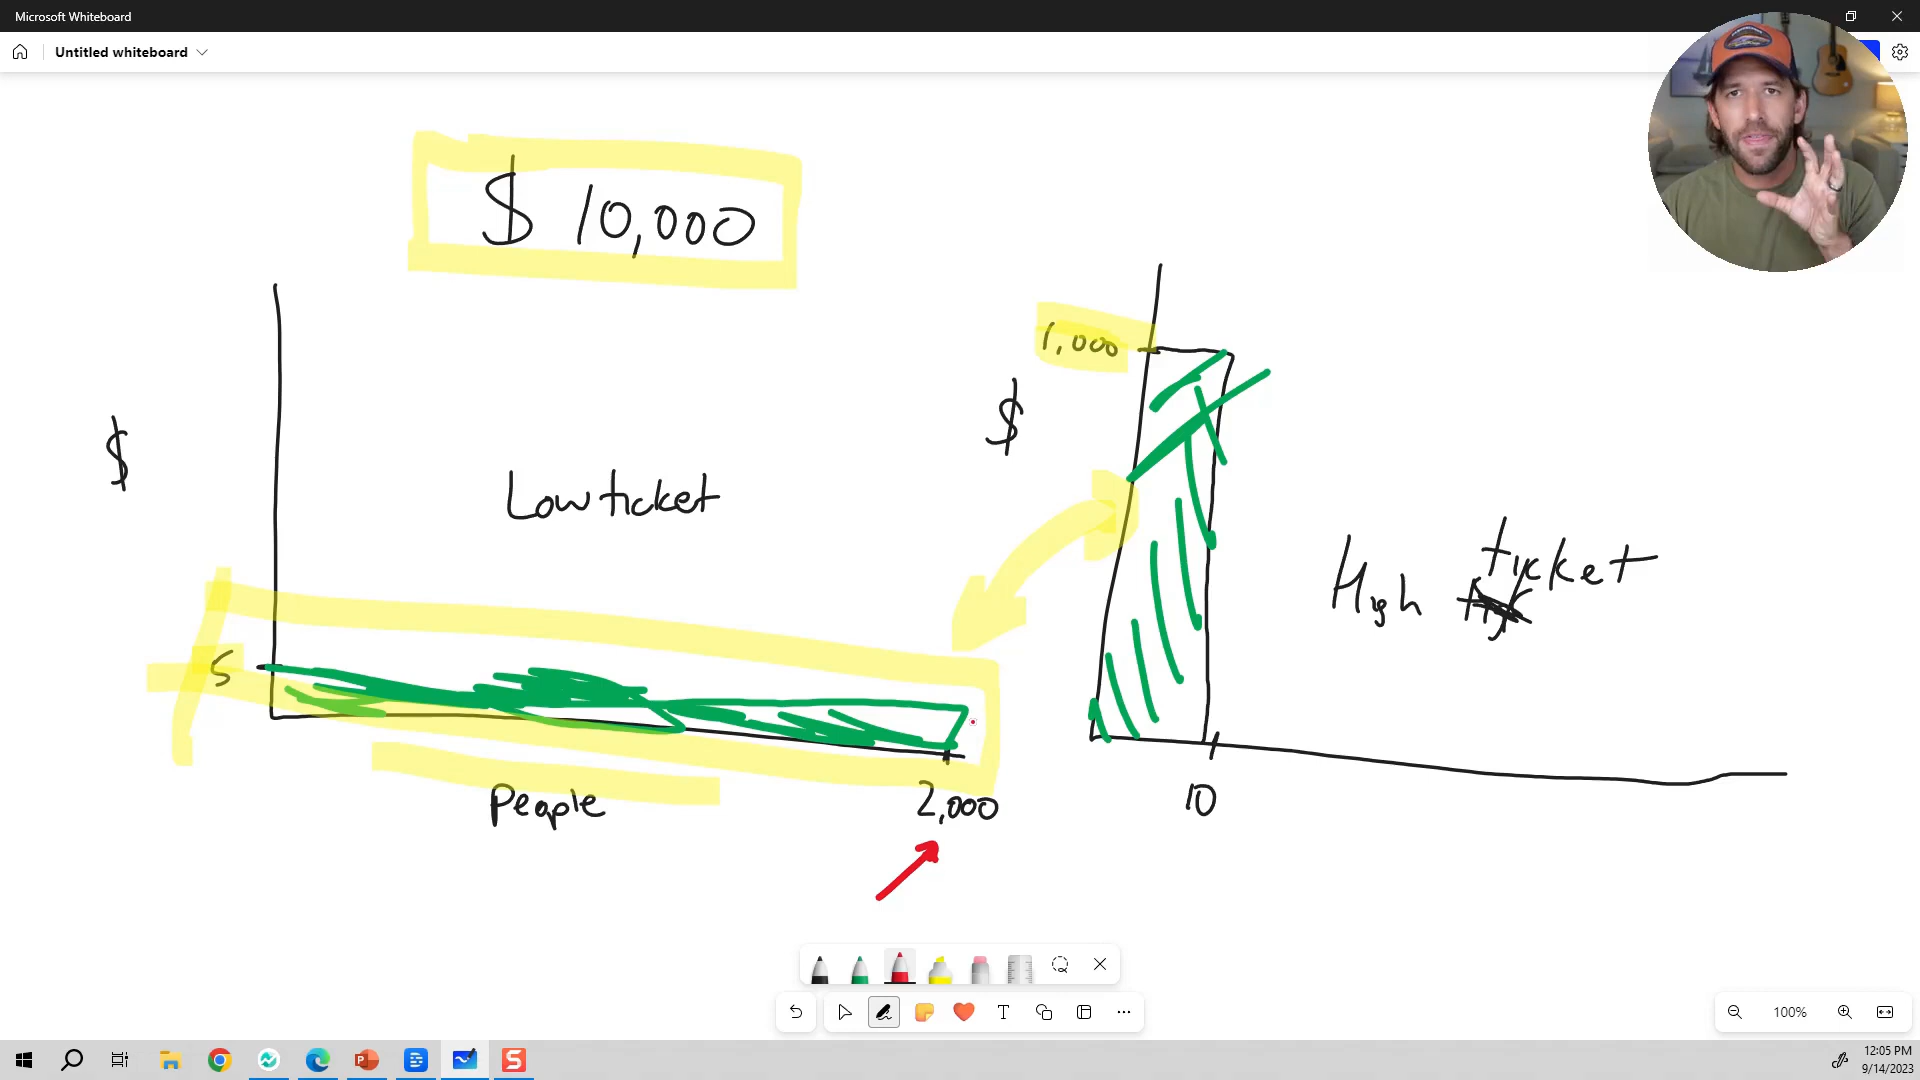 Microsoft Whiteboard
Untitled whiteboard
$ 10,000
1,000
$
$
Low ticket
High ticket
5
People
2,000
10
100%
12:05 PM
9/14/2023